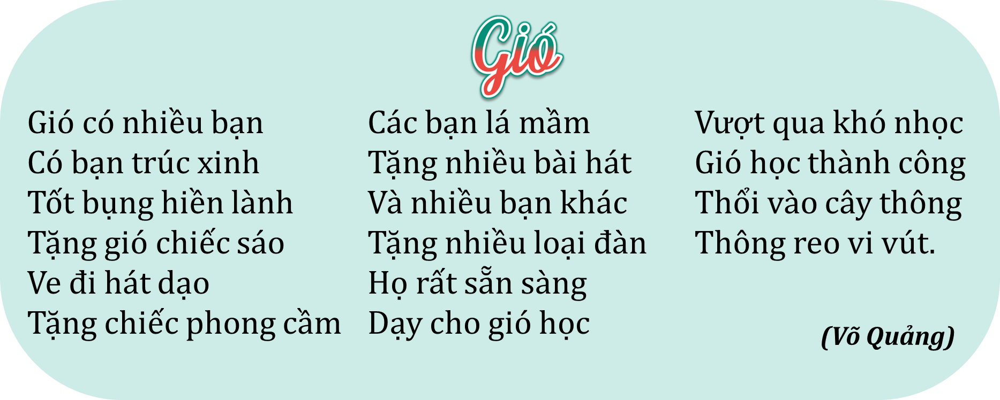 Gió
Gió có nhiều bạn
Có bạn trúc xinh
Tốt bụng hiền lành
Tặng gió chiếc sáo
Ve đi hát dạo
Tặng chiếc phong cầm
Các bạn lá mầm
Tặng nhiều bài hát
Và nhiều bạn khác
Tặng nhiều loại đàn
Họ rất sẵn sàng
Dạy cho gió học
Vượt qua khó nhọc
Gió học thành công
Thổi vào cây thông
Thông reo vi vút.
(Võ Quảng)